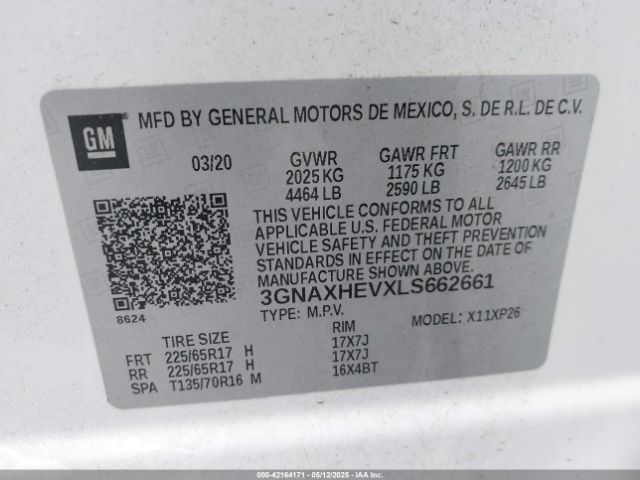 GM
MFD BY GENERAL MOTORS DE MEXICO, S. DE R.L. DE C.V.
03/20 GVWR GAWR FRT GAWR RR
2025 KG 1175 KG 1200 KG
4464 LB 2590 LB 2645 LB
THIS VEHICLE CONFORMS TO ALL
APPLICABLE U.S. FEDERAL MOTOR
VEHICLE SAFETY AND THEFT PREVENTION
STANDARDS IN EFFECT ON THE DATE OF
MANUFACTURE SHOWN ABOVE.
3GNAXHEVXLS662661
8624
TYPE: M.P.V. MODEL: X11XP26
TIRE SIZE RIM
FRT 225/65R17 H 17X7J
RR 225/65R17 H 17X7J
SPA T135/70R16 M 16X4BT
000-42164171 - 05/12/2025 - IAAI.com